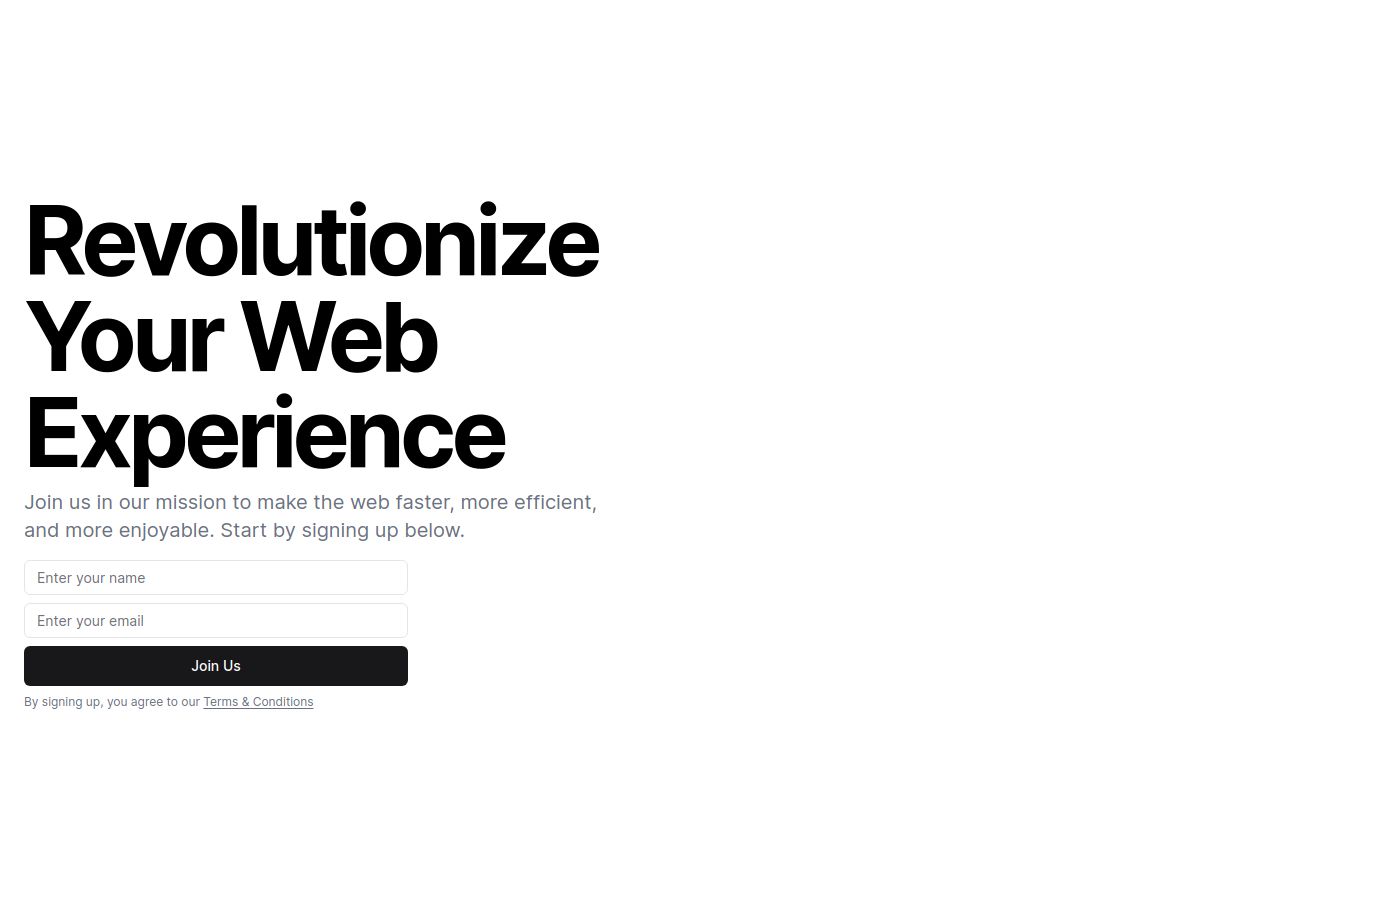 Revolutionize
Your Web
Experience
Join us in our mission to make the web faster, more efficient,
and more enjoyable. Start by signing up below.
Enter your name
Enter your email
Join Us
By signing up, you agree to our Terms & Conditions